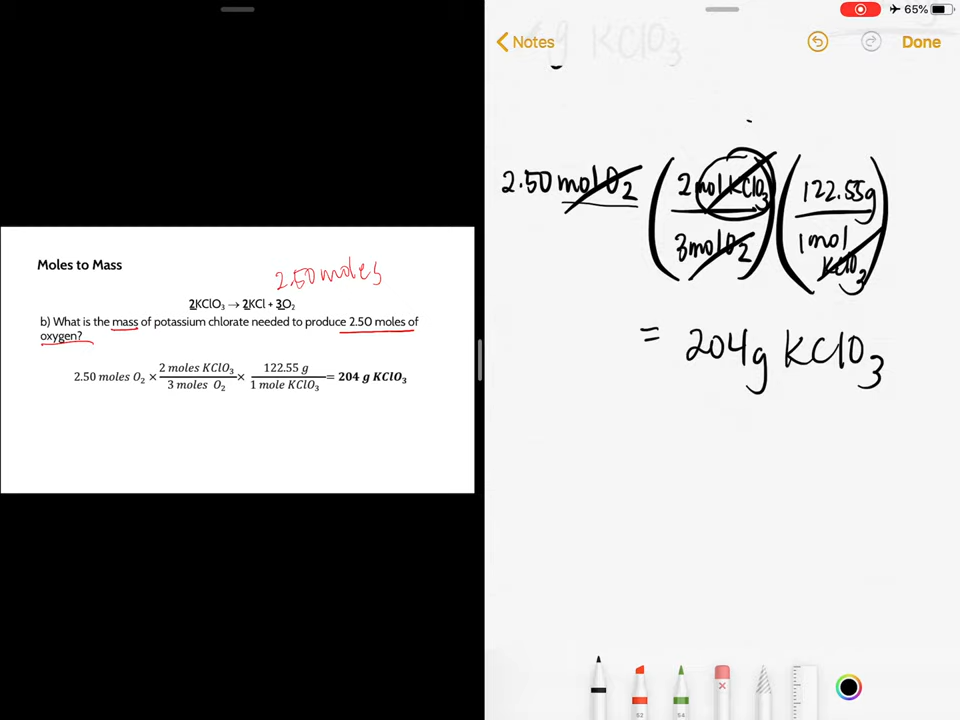 65%
Notes
Done
g KClO₃
2.50 mol O₂ (2 mol KClO₃ / 3 mol O₂) (122.55g / 1 mol KClO₃)
= 204g KClO₃
Moles to Mass
2.50 moles
2KClO₃ → 2KCl + 3O₂
b) What is the mass of potassium chlorate needed to produce 2.50 moles of
oxygen?
2.50 moles O₂ × 2 moles KClO₃ / 3 moles O₂ × 122.55 g / 1 mole KClO₃ = 204 g KClO₃
52
54